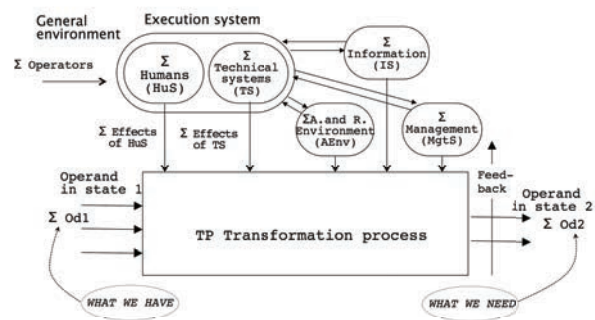 General
environment
Execution system
Σ Operators
Σ
Humans
(HuS)
Σ
Technical
systems
(TS)
Σ
Information
(IS)
ΣA.and R.
Environment
(AEnv)
Σ
Management
(MgtS)
Σ Effects
of HuS
Σ Effects
of TS
Feed-
back
Operand
in state 1
Σ Od1
TP Transformation process
Operand
in state 2
Σ Od2
WHAT WE HAVE
WHAT WE NEED